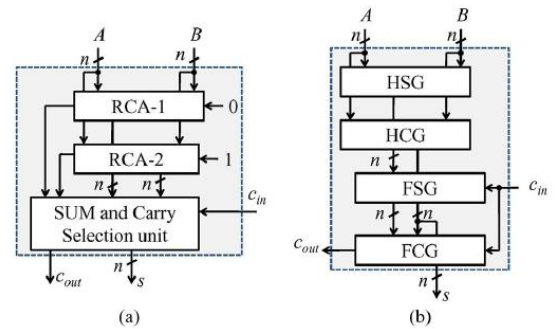 A B
n n
RCA-1 0
RCA-2 1
n n
SUM and Carry
Selection unit
c_in
c_out n s
(a)
A B
n n
HSG
HCG
n
FSG c_in
n n
c_out FCG
n s
(b)